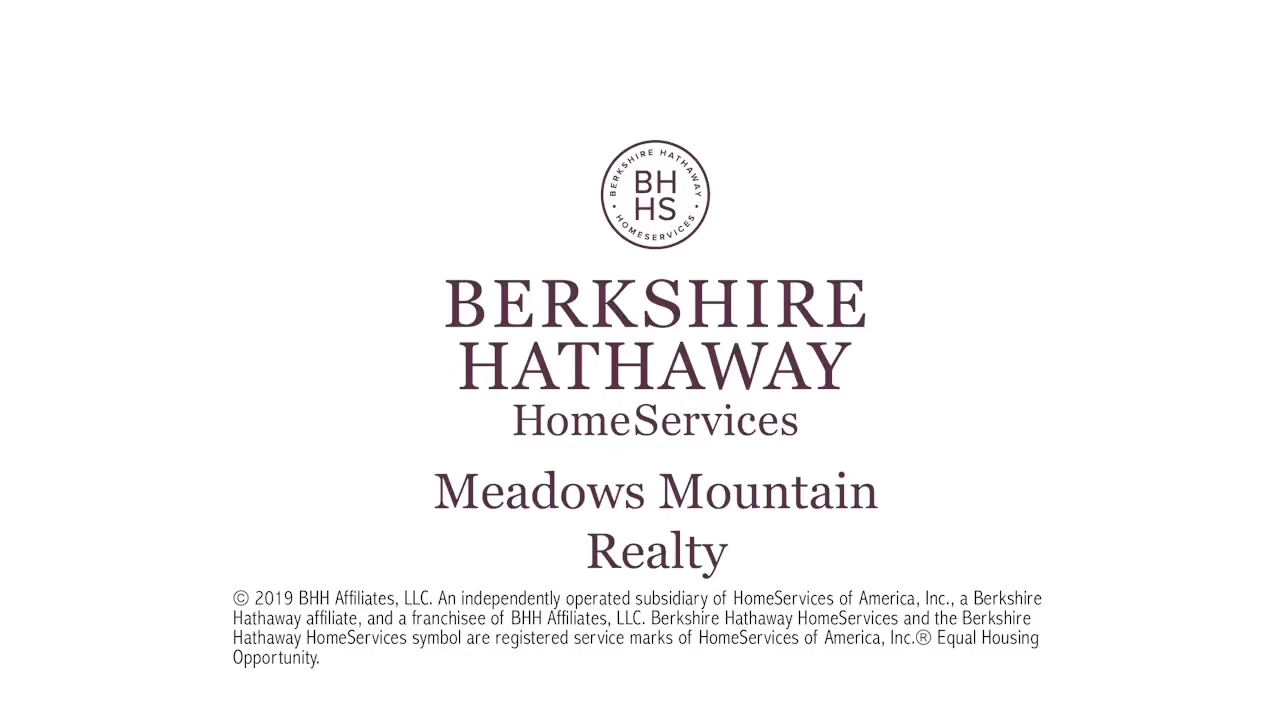 BERKSHIRE HATHAWAY
BH
HS
HOMESERVICES
BERKSHIRE
HATHAWAY
HomeServices
Meadows Mountain
Realty
© 2019 BHH Affiliates, LLC. An independently operated subsidiary of HomeServices of America, Inc., a Berkshire
Hathaway affiliate, and a franchisee of BHH Affiliates, LLC. Berkshire Hathaway HomeServices and the Berkshire
Hathaway HomeServices symbol are registered service marks of HomeServices of America, Inc.® Equal Housing
Opportunity.